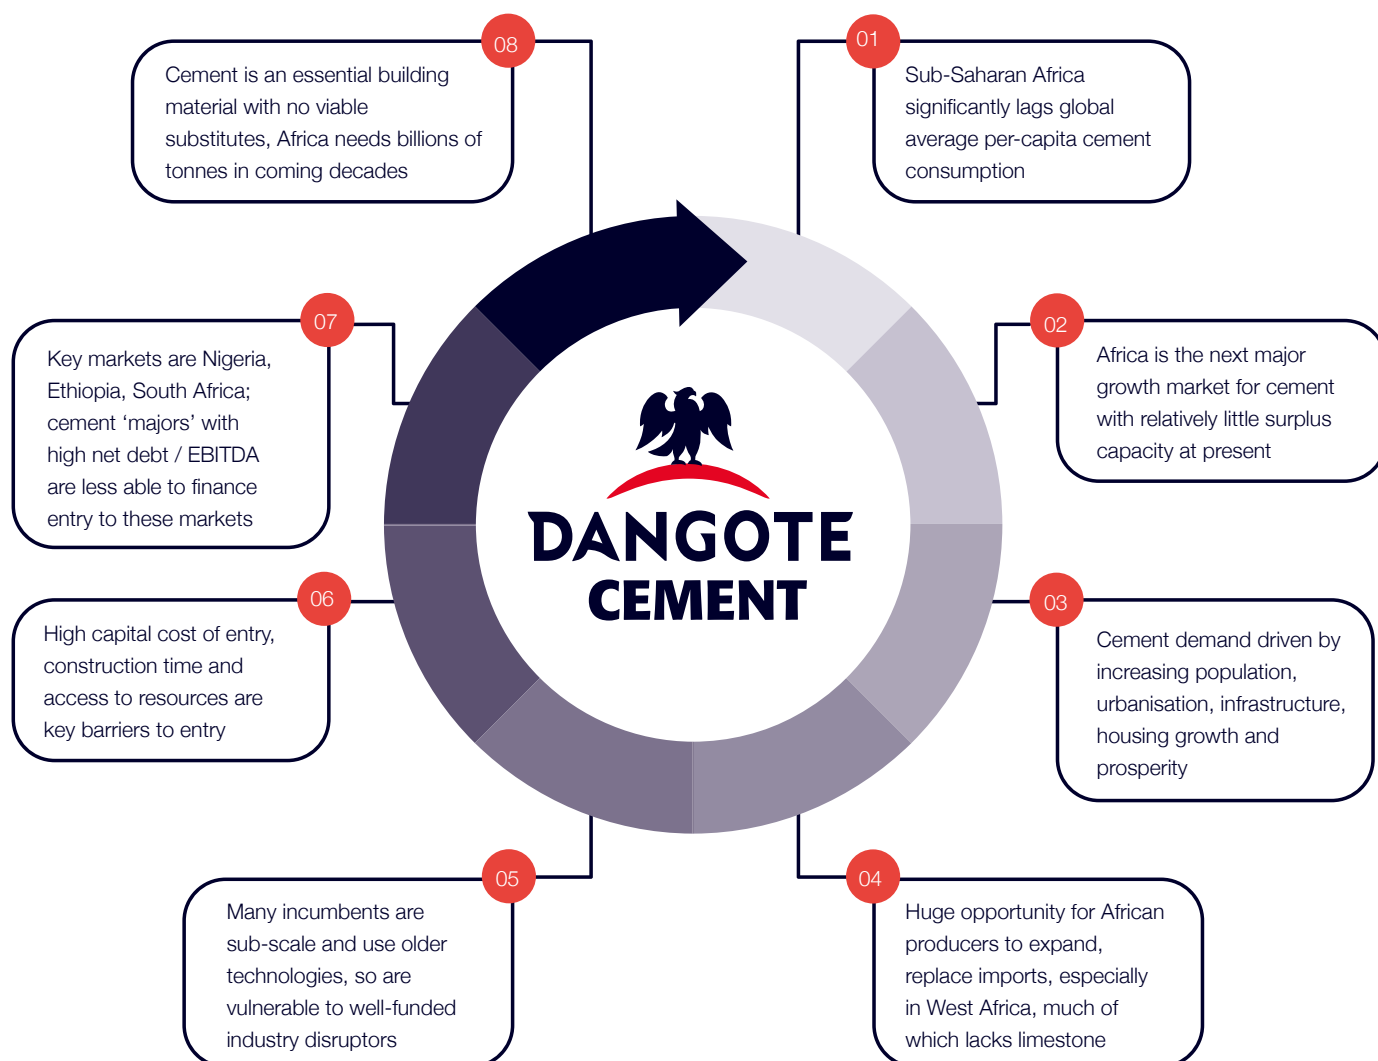 01
Sub-Saharan Africa
significantly lags global
average per-capita cement
consumption
02
Africa is the next major
growth market for cement
with relatively little surplus
capacity at present
03
Cement demand driven by
increasing population,
urbanisation, infrastructure,
housing growth and
prosperity
04
Huge opportunity for African
producers to expand,
replace imports, especially
in West Africa, much of
which lacks limestone
05
Many incumbents are
sub-scale and use older
technologies, so are
vulnerable to well-funded
industry disruptors
06
High capital cost of entry,
construction time and
access to resources are
key barriers to entry
07
Key markets are Nigeria,
Ethiopia, South Africa;
cement ‘majors’ with
high net debt / EBITDA
are less able to finance
entry to these markets
08
Cement is an essential building
material with no viable
substitutes, Africa needs billions of
tonnes in coming decades
DANGOTE
CEMENT